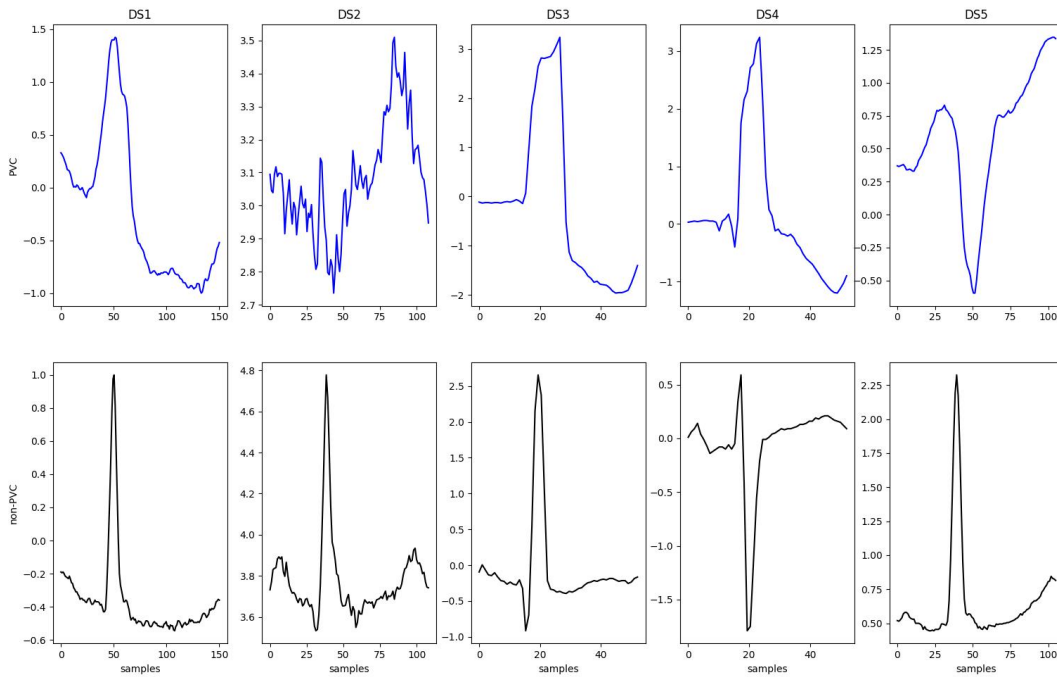 DS1 DS2 DS3 DS4 DS5
PVC
1.5 1.0 0.5 0.0 −0.5 −1.0
0 50 100 150
3.5 3.4 3.3 3.2 3.1 3.0 2.9 2.8 2.7
0 25 50 75 100
3 2 1 0 −1 −2
0 20 40
3 2 1 0 −1
0 20 40
1.25 1.00 0.75 0.50 0.25 0.00 −0.25 −0.50
0 25 50 75 100
non-PVC
1.0 0.8 0.6 0.4 0.2 0.0 −0.2 −0.4 −0.6
0 50 100 150
samples
4.8 4.6 4.4 4.2 4.0 3.8 3.6
0 25 50 75 100
samples
2.5 2.0 1.5 1.0 0.5 0.0 −0.5 −1.0
0 20 40
samples
0.5 0.0 −0.5 −1.0 −1.5
0 20 40
samples
2.25 2.00 1.75 1.50 1.25 1.00 0.75 0.50
0 25 50 75 100
samples